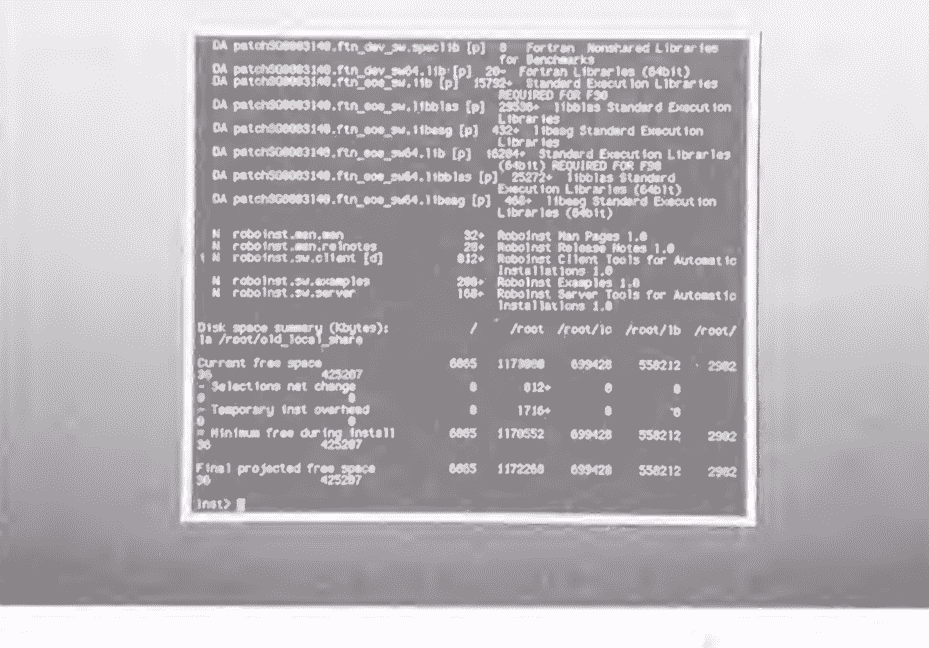 DA patchSG0003140.ftn_dev_sw.speclib [p] 0 Fortran Nonshared Libraries
for Benchmarks
DA patchSG0003140.ftn_dev_sw64.lib [p] 20+ Fortran Libraries (64bit)
DA patchSG0003140.ftn_eoe_sw.lib [p] 15792+ Standard Execution Libraries
REQUIRED FOR F90
DA patchSG0003140.ftn_eoe_sw.libblas [p] 29536+ libblas Standard Execution
Libraries
DA patchSG0003140.ftn_eoe_sw.libeag [p] 432+ libeag Standard Execution
Libraries
DA patchSG0003140.ftn_eoe_sw64.lib [p] 16204+ Standard Execution Libraries
(64bit) REQUIRED FOR F90
DA patchSG0003140.ftn_eoe_sw64.libblas [p] 25272+ libblas Standard
Execution Libraries (64bit)
DA patchSG0003140.ftn_eoe_sw64.libeag [p] 468+ libeag Standard Execution
Libraries (64bit)
N roboinst.man.man 32+ RoboInst Man Pages 1.0
N roboinst.man.relnotes 28+ RoboInst Release Notes 1.0
i N roboinst.sw.client [d] 812+ RoboInst Client Tools for Automatic
Installations 1.0
N roboinst.sw.examples 208+ RoboInst Examples 1.0
N roboinst.sw.server 168+ RoboInst Server Tools for Automatic
Installations 1.0
Disk space summary (Kbytes): / /root /root/ic /root/lb /root/
la /root/old_local_share
Current free space 6865 1173080 699428 558212 2902
36 425207
- Selections net change 0 812+ 0 0
0 0
- Temporary inst overhead 0 1716+ 0 0
0 0
= Minimum free during install 6865 1170552 699428 558212 2902
36 425207
Final projected free space 6865 1172268 699428 558212 2902
36 425207
Inst>